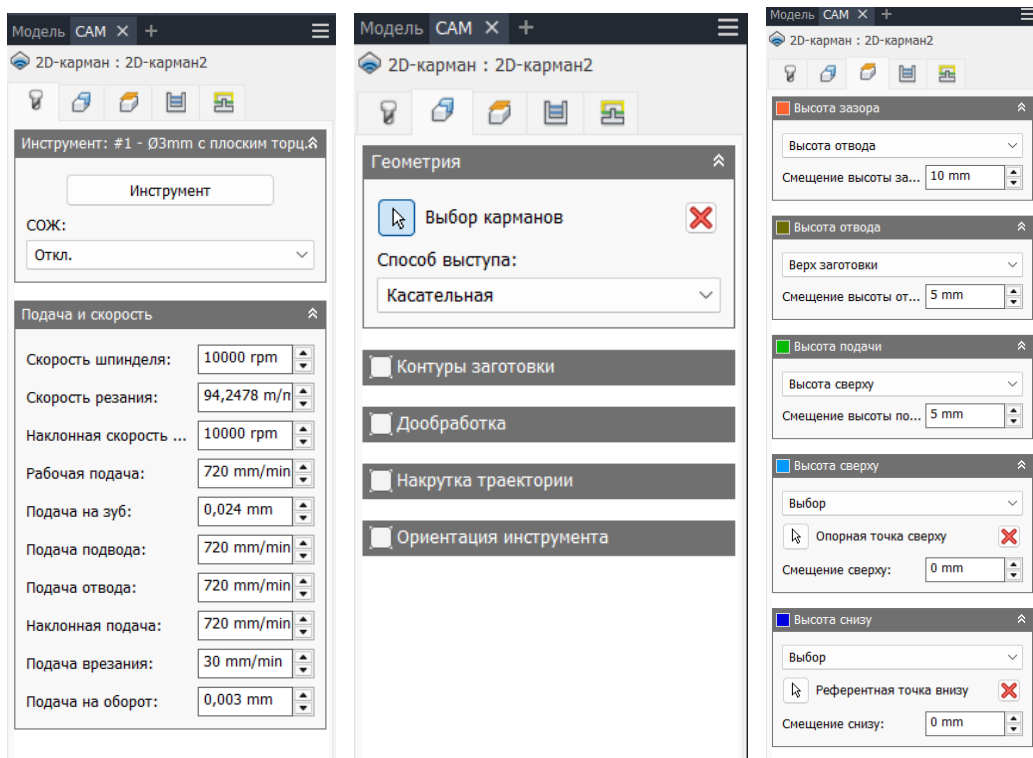 Модель CAM × +
2D-карман : 2D-карман2
Инструмент: #1 - Ø3mm с плоским торц.
Инструмент
СОЖ:
Откл.
Подача и скорость
Скорость шпинделя: 10000 rpm
Скорость резания: 94,2478 m/m
Наклонная скорость ... 10000 rpm
Рабочая подача: 720 mm/min
Подача на зуб: 0,024 mm
Подача подвода: 720 mm/min
Подача отвода: 720 mm/min
Наклонная подача: 720 mm/min
Подача врезания: 30 mm/min
Подача на оборот: 0,003 mm
Модель CAM × +
2D-карман : 2D-карман2
Геометрия
Выбор карманов
Способ выступа:
Касательная
Контуры заготовки
Дообработка
Накрутка траектории
Ориентация инструмента
Модель CAM × +
2D-карман : 2D-карман2
Высота зазора
Высота отвода
Смещение высоты за... 10 mm
Высота отвода
Верх заготовки
Смещение высоты от... 5 mm
Высота подачи
Высота сверху
Смещение высоты по... 5 mm
Высота сверху
Выбор
Опорная точка сверху
Смещение сверху: 0 mm
Высота снизу
Выбор
Референтная точка внизу
Смещение снизу: 0 mm